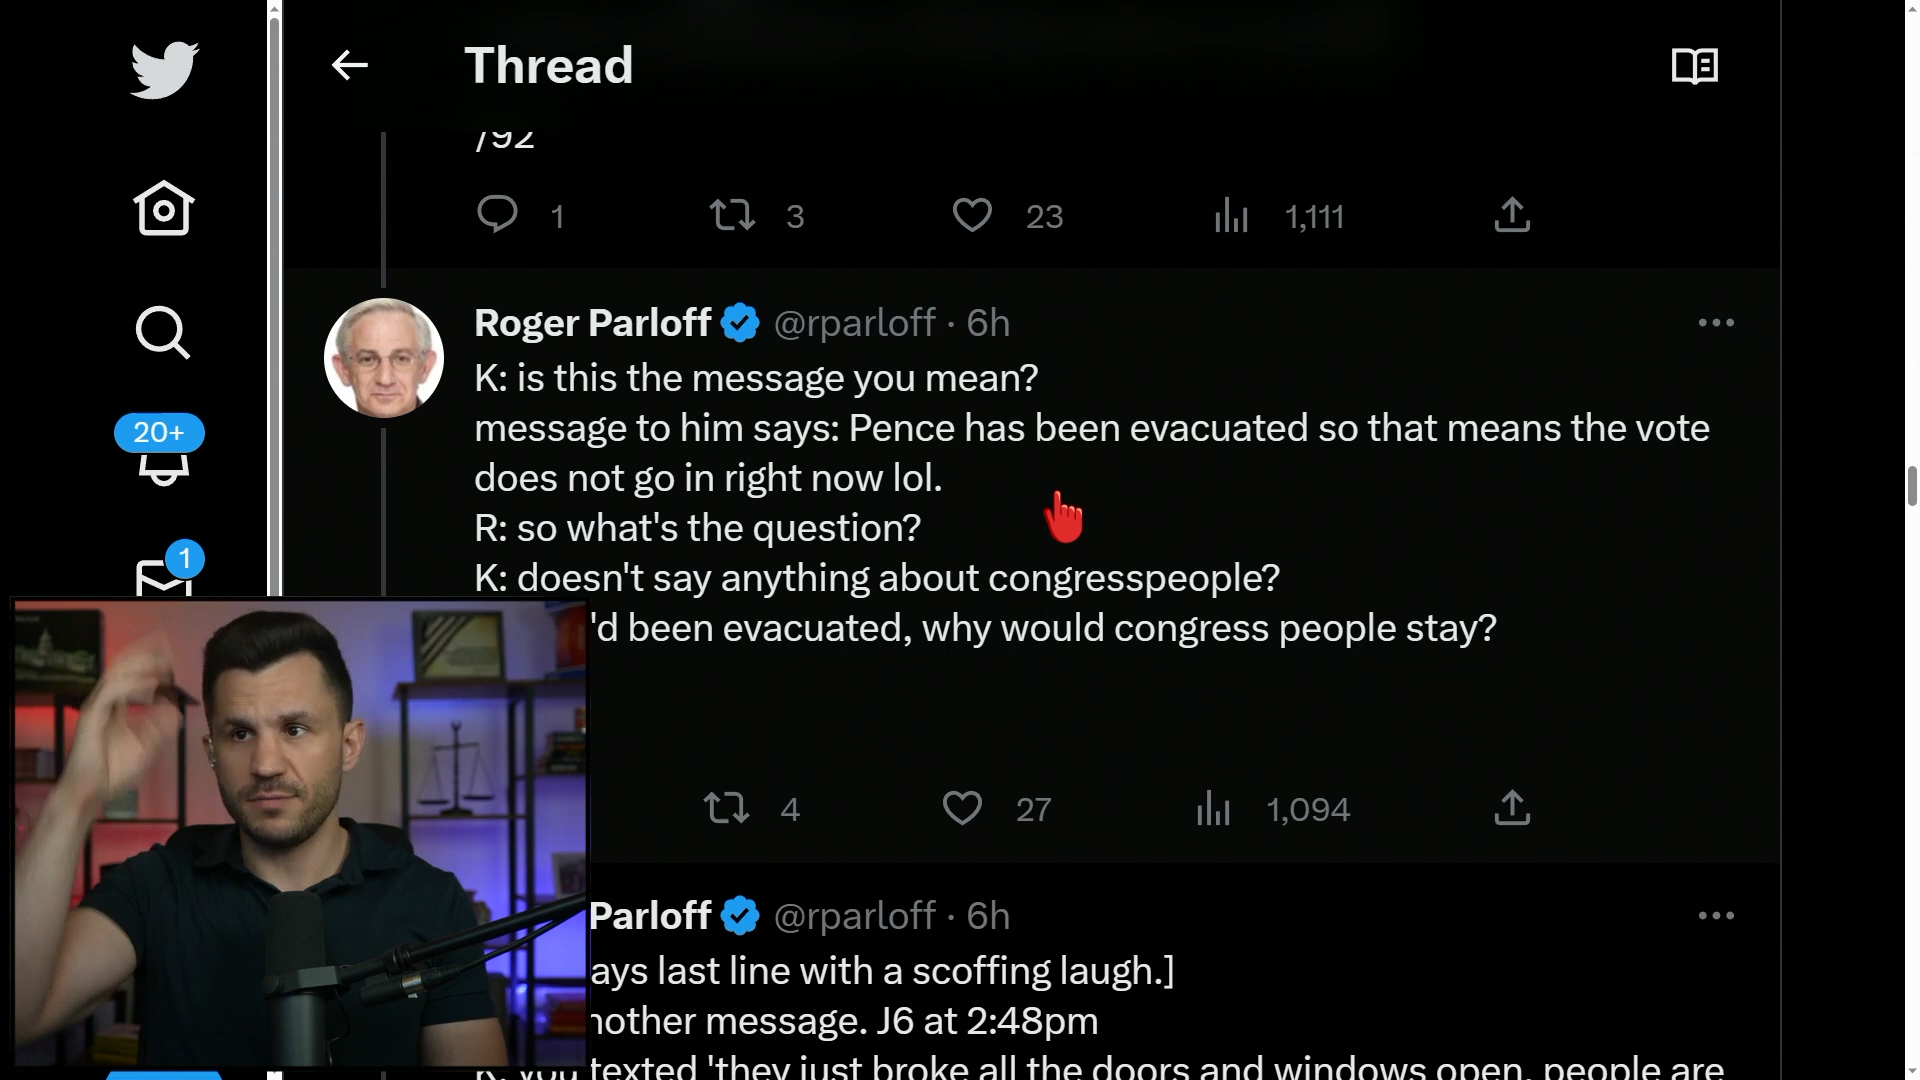 Thread
/92
1 3 23 1,111
Roger Parloff @rparloff · 6h
K: is this the message you mean?
message to him says: Pence has been evacuated so that means the vote
does not go in right now lol.
R: so what's the question?
K: doesn't say anything about congresspeople?
'd been evacuated, why would congress people stay?
4 27 1,094
Parloff @rparloff · 6h
ays last line with a scoffing laugh.]
nother message. J6 at 2:48pm
K: you texted 'they just broke all the doors and windows open, people are
20+
1